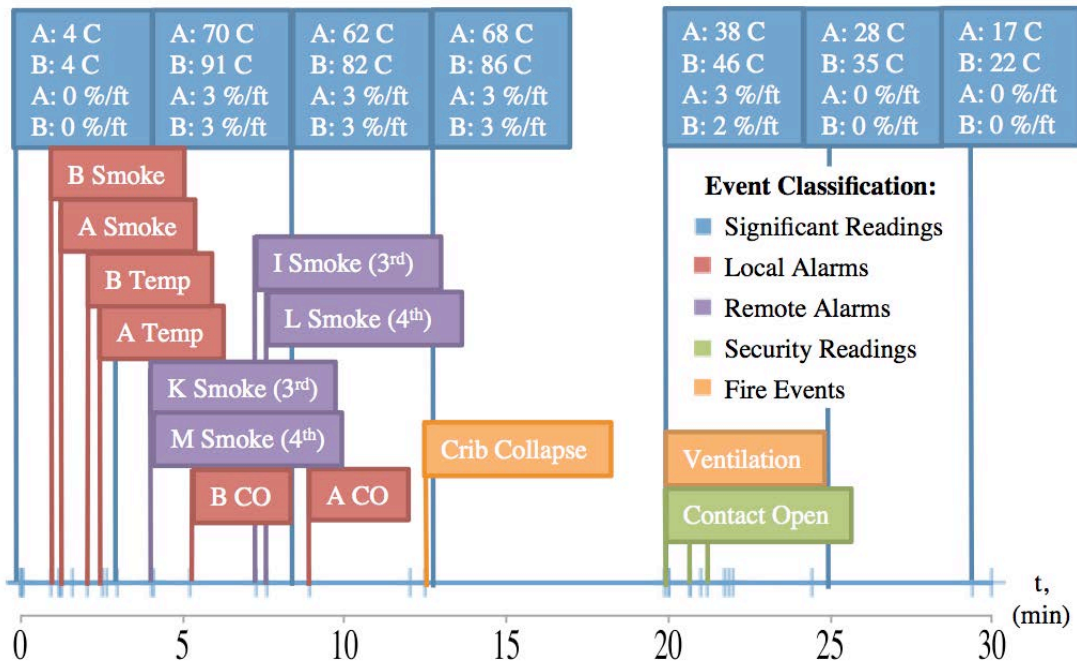 A: 4 C
B: 4 C
A: 0 %/ft
B: 0 %/ft
A: 70 C
B: 91 C
A: 3 %/ft
B: 3 %/ft
A: 62 C
B: 82 C
A: 3 %/ft
B: 3 %/ft
A: 68 C
B: 86 C
A: 3 %/ft
B: 3 %/ft
A: 38 C
B: 46 C
A: 3 %/ft
B: 2 %/ft
A: 28 C
B: 35 C
A: 0 %/ft
B: 0 %/ft
A: 17 C
B: 22 C
A: 0 %/ft
B: 0 %/ft
B Smoke
A Smoke
B Temp
A Temp
I Smoke (3rd)
L Smoke (4th)
K Smoke (3rd)
M Smoke (4th)
B CO
A CO
Crib Collapse
Event Classification:
Significant Readings
Local Alarms
Remote Alarms
Security Readings
Fire Events
Ventilation
Contact Open
t,
(min)
0 5 10 15 20 25 30